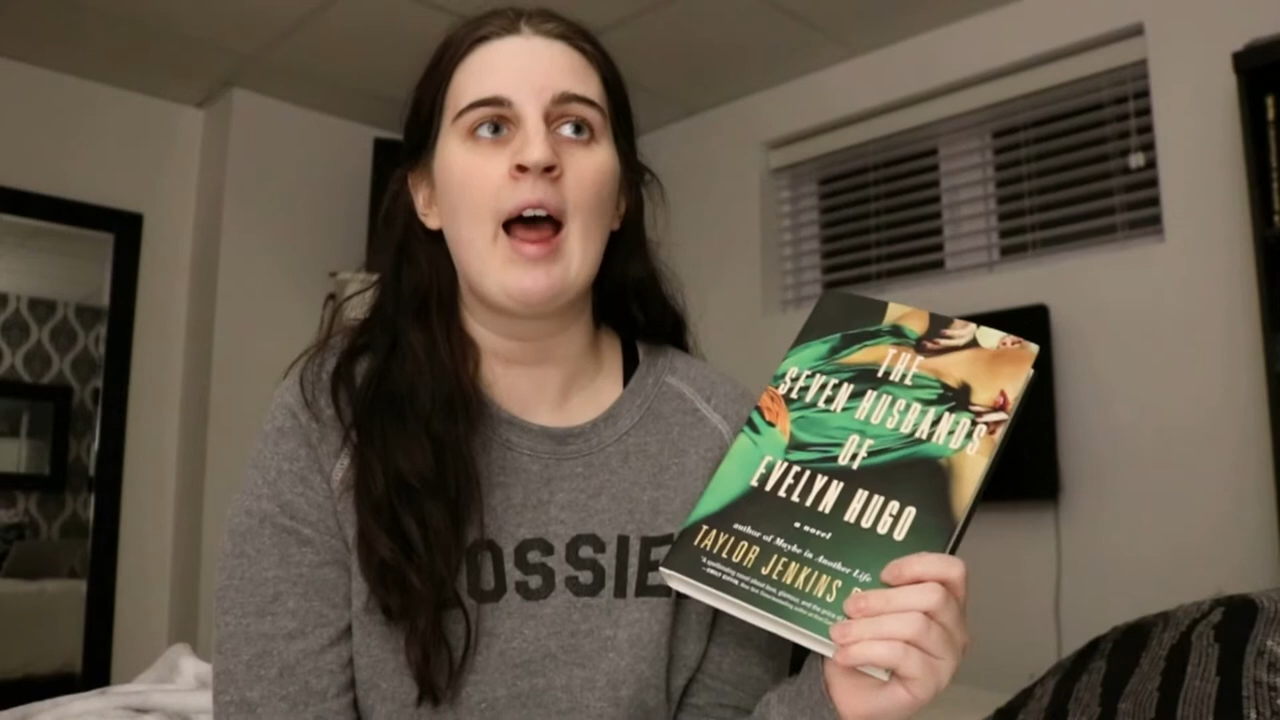 THE
SEVEN HUSBANDS
OF
EVELYN HUGO
a novel
author of Maybe in Another Life
TAYLOR JENKINS
OSSIE